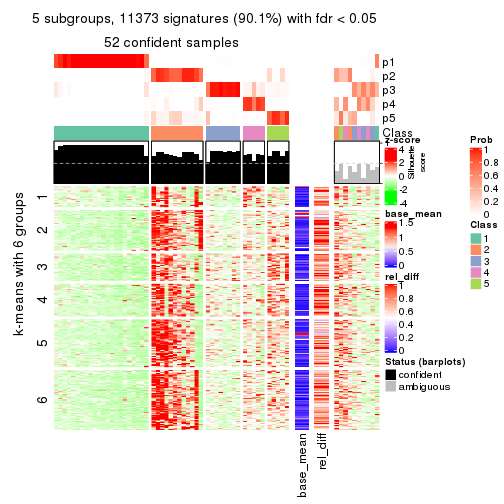 5 subgroups, 11373 signatures (90.1%) with fdr < 0.05
52 confident samples
p1
p2
p3
p4
p5
Class
k-means with 6 groups
1
2
3
4
5
6
base_mean
rel_diff
z-score
4
2
0
-2
-4
Silhouette
score
base_mean
1.5
1
0.5
0
rel_diff
1
0.8
0.6
0.4
0.2
0
Status (barplots)
confident
ambiguous
Prob
1
0.8
0.6
0.4
0.2
0
Class
1
2
3
4
5